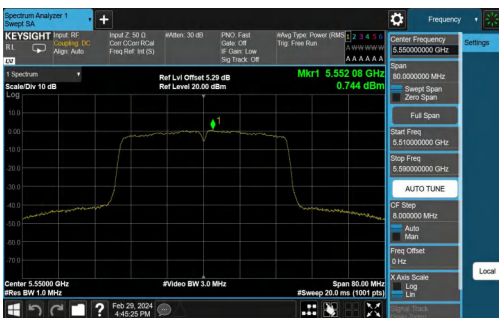 Spectrum Analyzer 1
Swept SA
Frequency
KEYSIGHT
Input: RF
Coupling: DC
Align: Auto
Input Z: 50 Ω
Corr CCorr RCal
Freq Ref: Int (S)
#Atten: 30 dB
PNO: Fast
Gate: Off
IF Gain: Low
Sig Track: Off
#Avg Type: Power (RMS
Trig: Free Run
1 2 3 4 5 6
A W W W W W
A A A A A A
RL
LV
1 Spectrum
Scale/Div 10 dB
Ref Lvl Offset 5.29 dB
Ref Level 20.00 dBm
Mkr1 5.552 08 GHz
0.744 dBm
Log
10.0
0.00
-10.0
-20.0
-30.0
-40.0
-50.0
-60.0
-70.0
1
Center 5.55000 GHz
#Res BW 1.0 MHz
#Video BW 3.0 MHz
Span 80.00 MHz
#Sweep 20.0 ms (1001 pts)
Center Frequency
5.550000000 GHz
Settings
Span
80.0000000 MHz
Swept Span
Zero Span
Full Span
Start Freq
5.510000000 GHz
Stop Freq
5.590000000 GHz
AUTO TUNE
CF Step
8.000000 MHz
Auto
Man
Freq Offset
0 Hz
X Axis Scale
Log
Lin
Local
Signal Track
Feb 29, 2024
4:45:25 PM